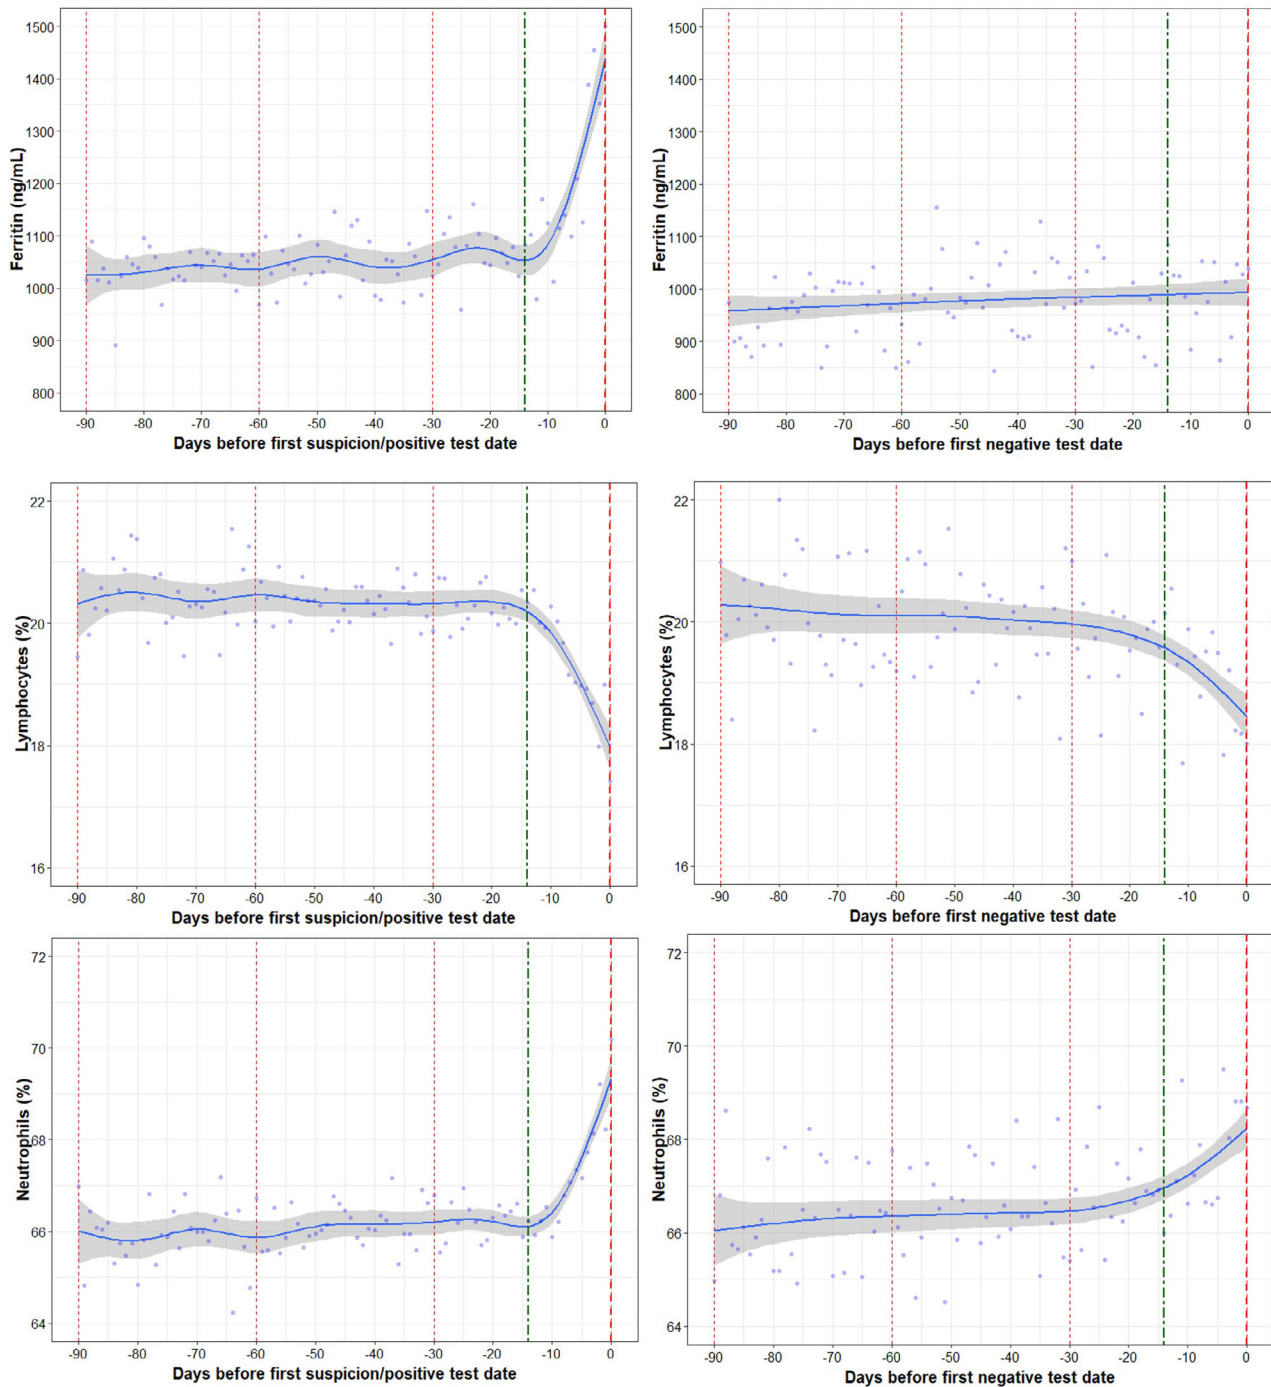 Ferritin (ng/mL)
1500
1400
1300
1200
1100
1000
900
800
-90 -80 -70 -60 -50 -40 -30 -20 -10 0
Days before first suspicion/positive test date
Ferritin (ng/mL)
1500
1400
1300
1200
1100
1000
900
800
-90 -80 -70 -60 -50 -40 -30 -20 -10 0
Days before first negative test date
Lymphocytes (%)
22
20
18
16
-90 -80 -70 -60 -50 -40 -30 -20 -10 0
Days before first suspicion/positive test date
Lymphocytes (%)
22
20
18
16
-90 -80 -70 -60 -50 -40 -30 -20 -10 0
Days before first negative test date
Neutrophils (%)
72
70
68
66
64
-90 -80 -70 -60 -50 -40 -30 -20 -10 0
Days before first suspicion/positive test date
Neutrophils (%)
72
70
68
66
64
-90 -80 -70 -60 -50 -40 -30 -20 -10 0
Days before first negative test date